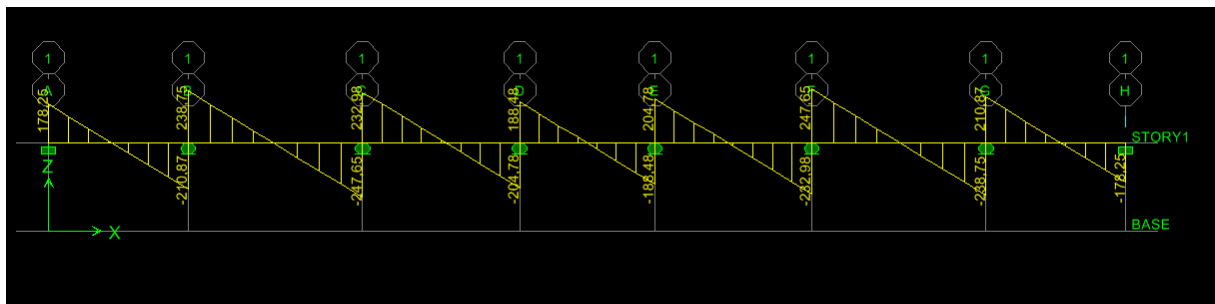 1 1 1 1 1 1 1 1
A B C D E F G H
178.25 238.75 232.98 188.48 204.78 247.65 210.87
STORY1
-210.87 -247.65 -204.78 -188.48 -232.98 -238.75 -178.25
Z
X
BASE